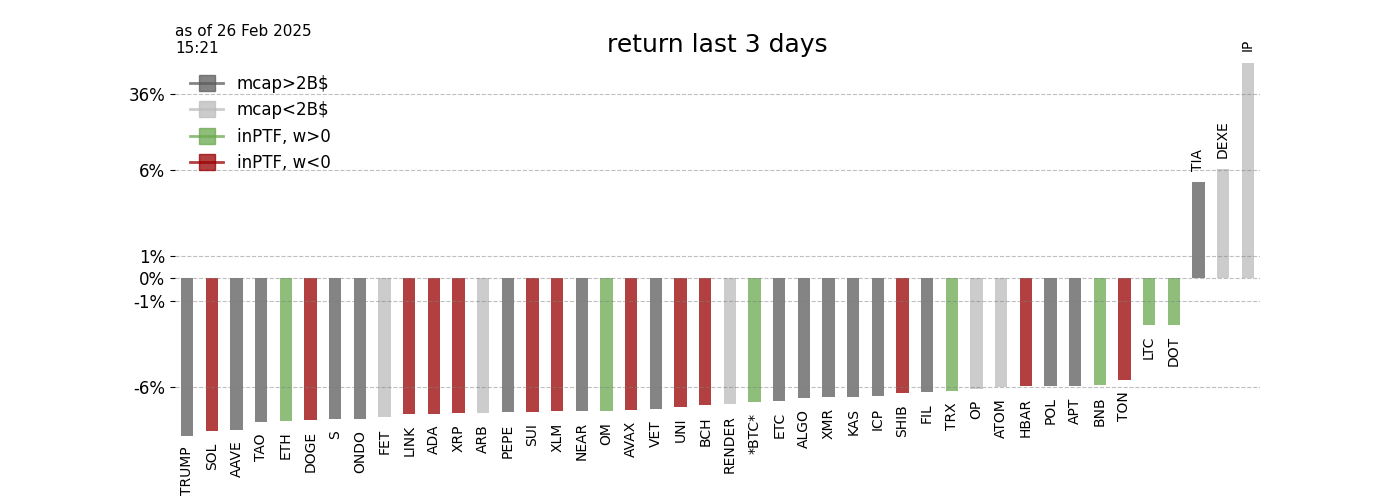 as of 26 Feb 2025
15:21
return last 3 days
mcap>2B$
mcap<2B$
inPTF, w>0
inPTF, w<0
36%
6%
1%
0%
-1%
-6%
TRUMP
SOL
AAVE
TAO
ETH
DOGE
S
ONDO
FET
LINK
ADA
XRP
ARB
PEPE
SUI
XLM
NEAR
OM
AVAX
VET
UNI
BCH
RENDER
*BTC*
ETC
ALGO
XMR
KAS
ICP
SHIB
FIL
TRX
OP
ATOM
HBAR
POL
APT
BNB
TON
LTC
DOT
TIA
DEXE
IP